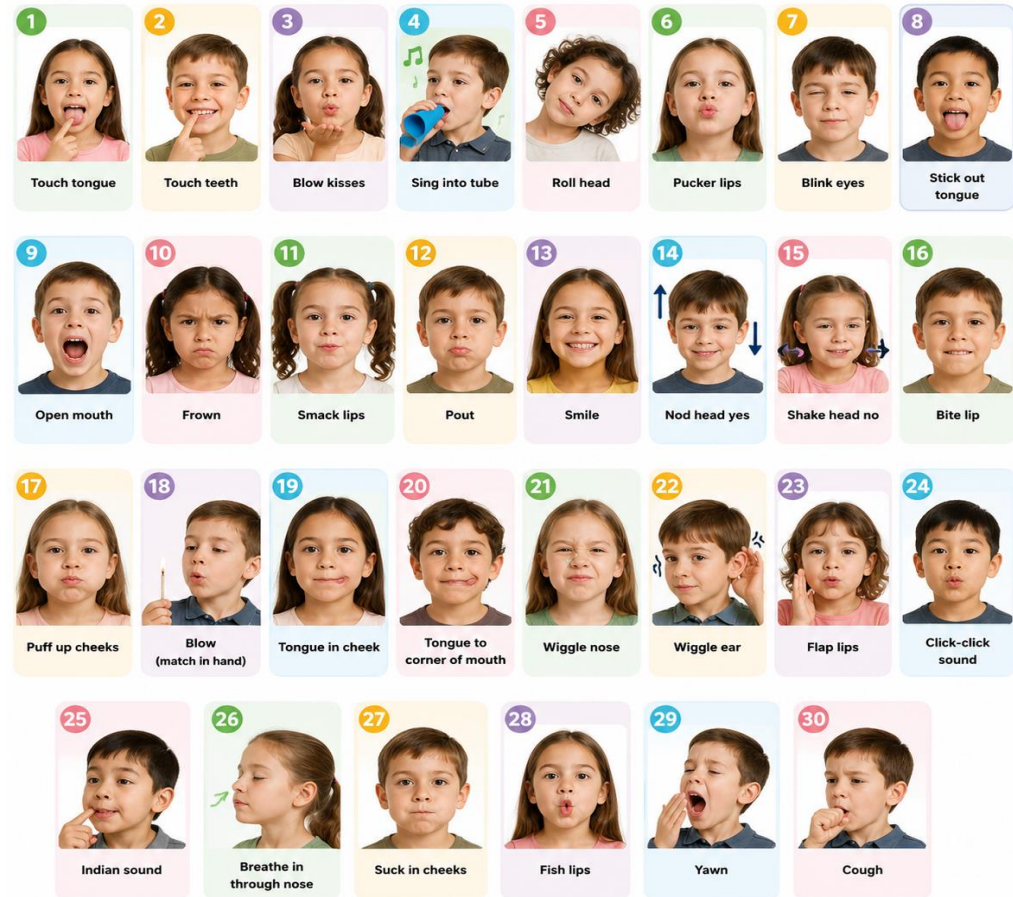 1 2 3 4 5 6 7 8
Touch tongue Touch teeth Blow kisses Sing into tube Roll head Pucker lips Blink eyes Stick out
tongue
9 10 11 12 13 14 15 16
Open mouth Frown Smack lips Pout Smile Nod head yes Shake head no Bite lip
17 18 19 20 21 22 23 24
Puff up cheeks Blow Tongue in cheek Tongue to Wiggle nose Wiggle ear Flap lips Click-click
(match in hand) corner of mouth sound
25 26 27 28 29 30
Indian sound Breathe in Suck in cheeks Fish lips Yawn Cough
through nose